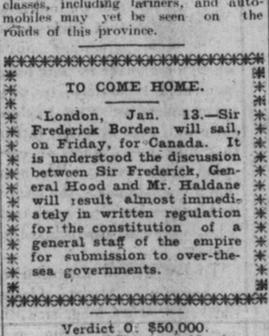 classes, including farmers, and auto-
mobiles may yet be seen on the
roads of this province.
TO COME HOME.
London, Jan. 13.—Sir
Frederick Borden will sail,
on Friday, for Canada. It
is understood the discussion
between Sir Frederick, Gen-
eral Hood and Mr. Haldane
will result almost immedi-
ately in written regulation
for the constitution of a
general staff of the empire
for submission to over-the-
sea governments.
Verdict O. $50,000.